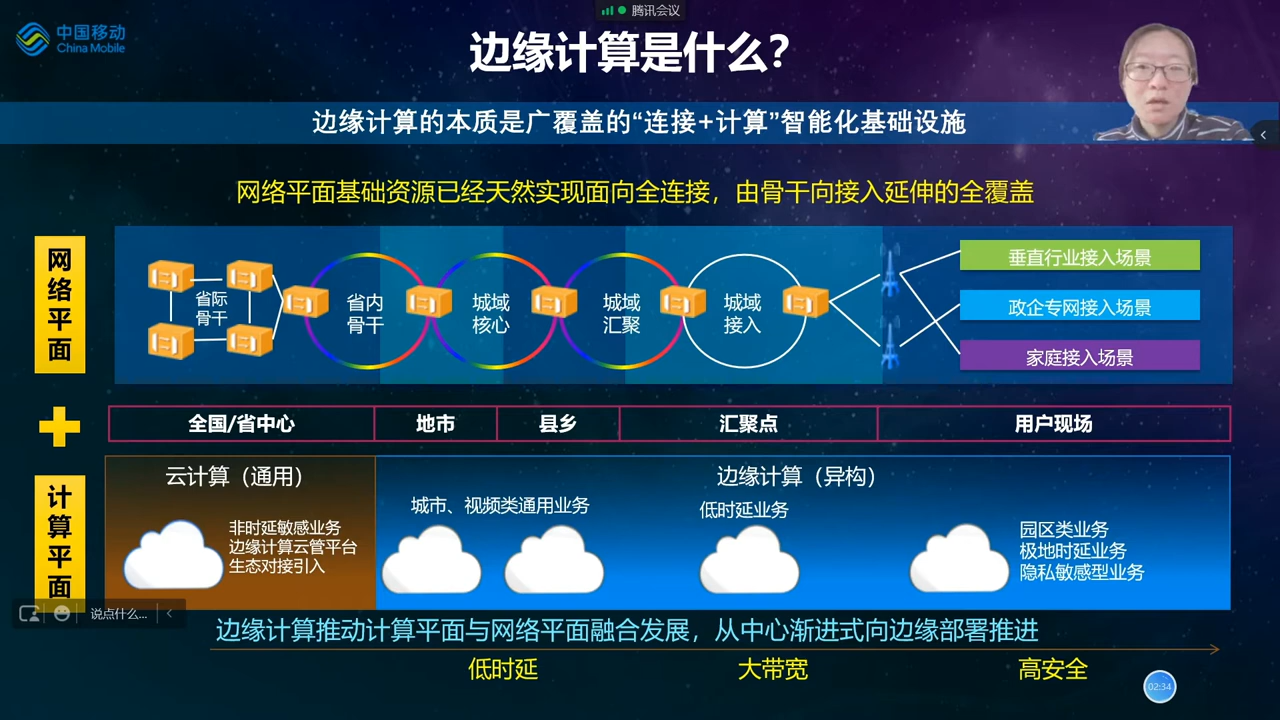 腾讯会议
中国移动
China Mobile
边缘计算是什么?
边缘计算的本质是广覆盖的“连接+计算”智能化基础设施
网络平面基础资源已经天然实现面向全连接，由骨干向接入延伸的全覆盖
网络平面
省际
骨干
省内
骨干
城域
核心
城域
汇聚
城域
接入
垂直行业接入场景
政企专网接入场景
家庭接入场景
全国/省中心
地市
县乡
汇聚点
用户现场
计算平面
云计算（通用）
非时延敏感业务
边缘计算云管平台
生态对接引入
边缘计算（异构）
城市、视频类通用业务
低时延业务
园区类业务
极地时延业务
隐私敏感型业务
说点什么...
边缘计算推动计算平面与网络平面融合发展，从中心渐进式向边缘部署推进
低时延
大带宽
高安全
02:34